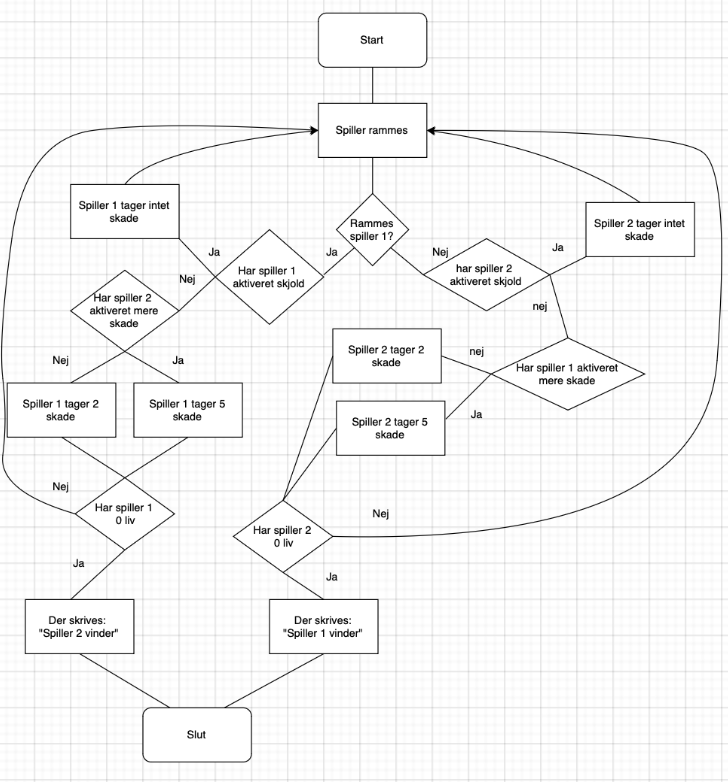 Start
Spiller rammes
Spiller 1 tager intet
skade
Rammes
spiller 1?
Spiller 2 tager intet
skade
Ja
Ja
Nej
Ja
Har spiller 1
aktiveret skjold
har spiller 2
aktiveret skjold
Nej
nej
Har spiller 2
aktiveret mere
skade
Spiller 2 tager 2
skade
nej
Har spiller 1 aktiveret
mere skade
Nej
Ja
Spiller 1 tager 2
skade
Spiller 1 tager 5
skade
Spiller 2 tager 5
skade
Ja
Nej
Har spiller 1
0 liv
Har spiller 2
0 liv
Nej
Ja
Ja
Der skrives:
"Spiller 2 vinder"
Der skrives:
"Spiller 1 vinder"
Slut